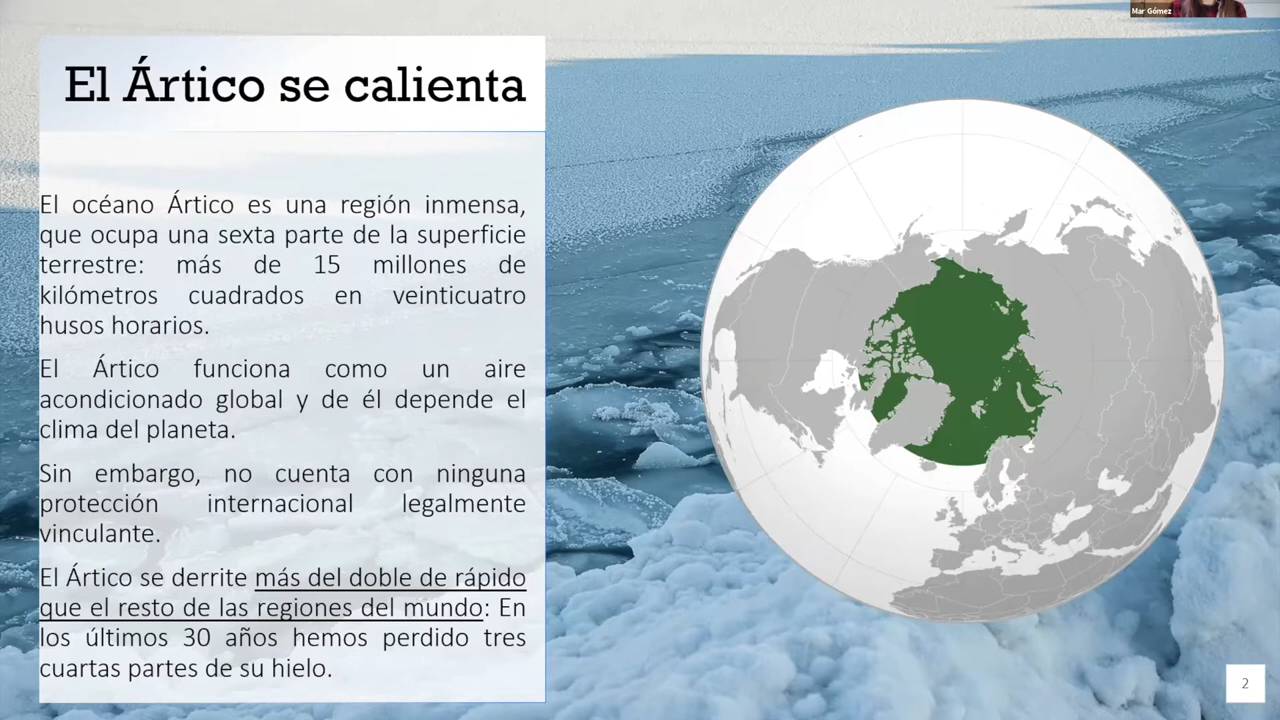 Mar Gómez
El Ártico se calienta
El océano Ártico es una región inmensa,
que ocupa una sexta parte de la superficie
terrestre: más de 15 millones de
kilómetros cuadrados en veinticuatro
husos horarios.
El Ártico funciona como un aire
acondicionado global y de él depende el
clima del planeta.
Sin embargo, no cuenta con ninguna
protección internacional legalmente
vinculante.
El Ártico se derrite más del doble de rápido
que el resto de las regiones del mundo: En
los últimos 30 años hemos perdido tres
cuartas partes de su hielo.
2